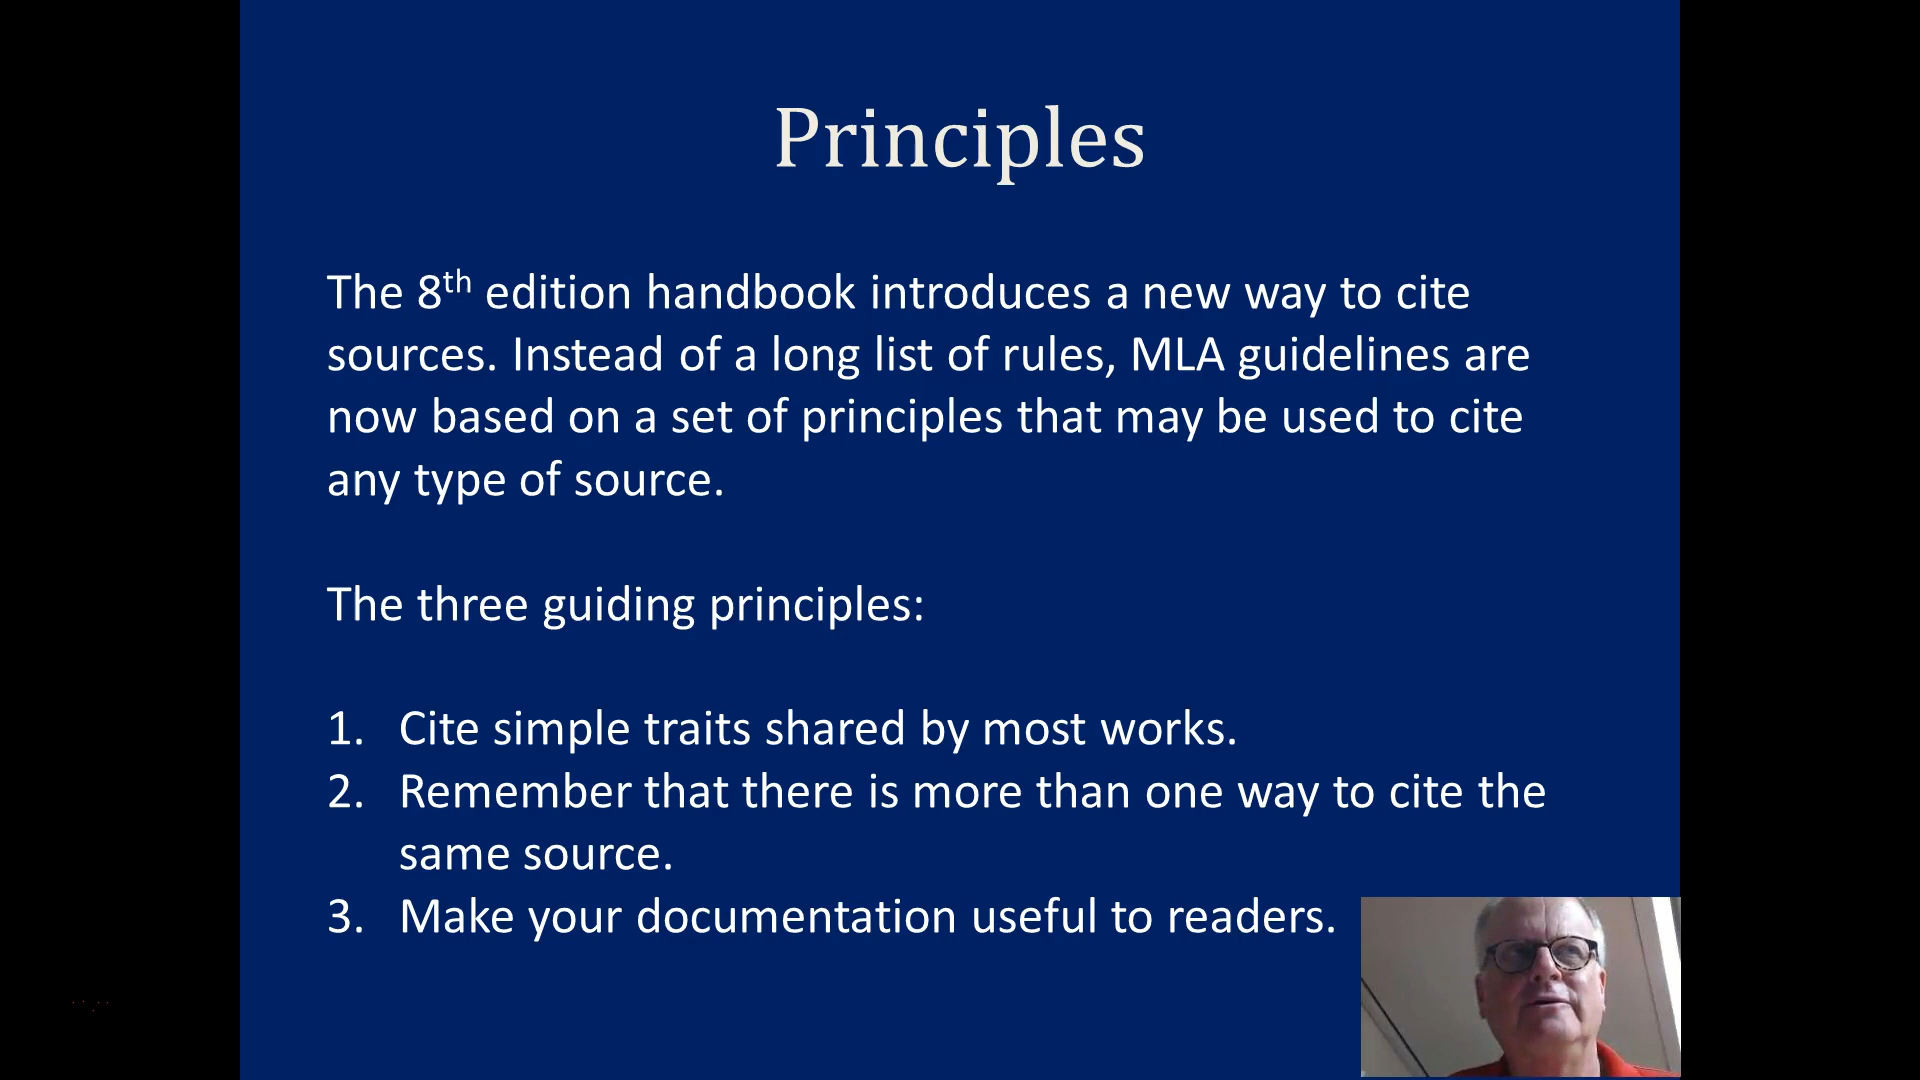 Principles
The 8th edition handbook introduces a new way to cite
sources. Instead of a long list of rules, MLA guidelines are
now based on a set of principles that may be used to cite
any type of source.
The three guiding principles:
1. Cite simple traits shared by most works.
2. Remember that there is more than one way to cite the
same source.
3. Make your documentation useful to readers.